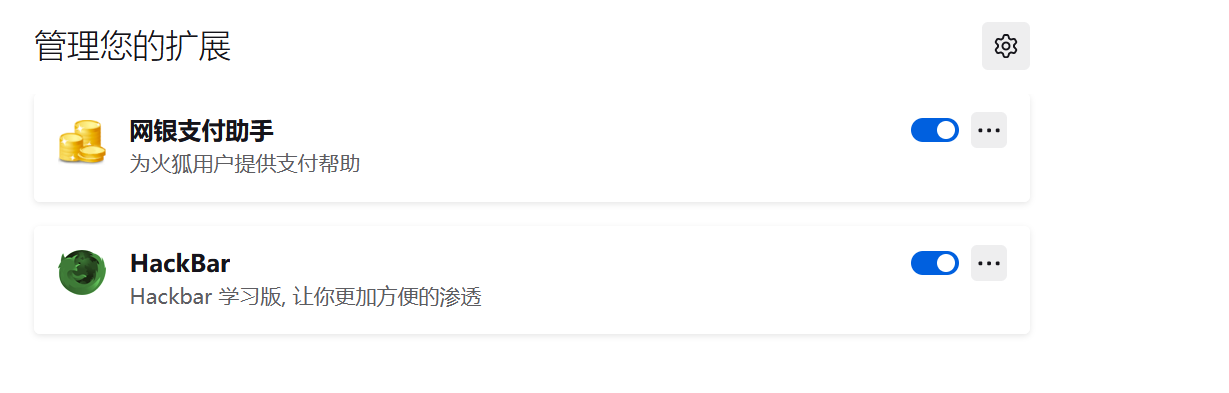 管理您的扩展
网银支付助手
为火狐用户提供支付帮助
HackBar
Hackbar 学习版, 让你更加方便的渗透